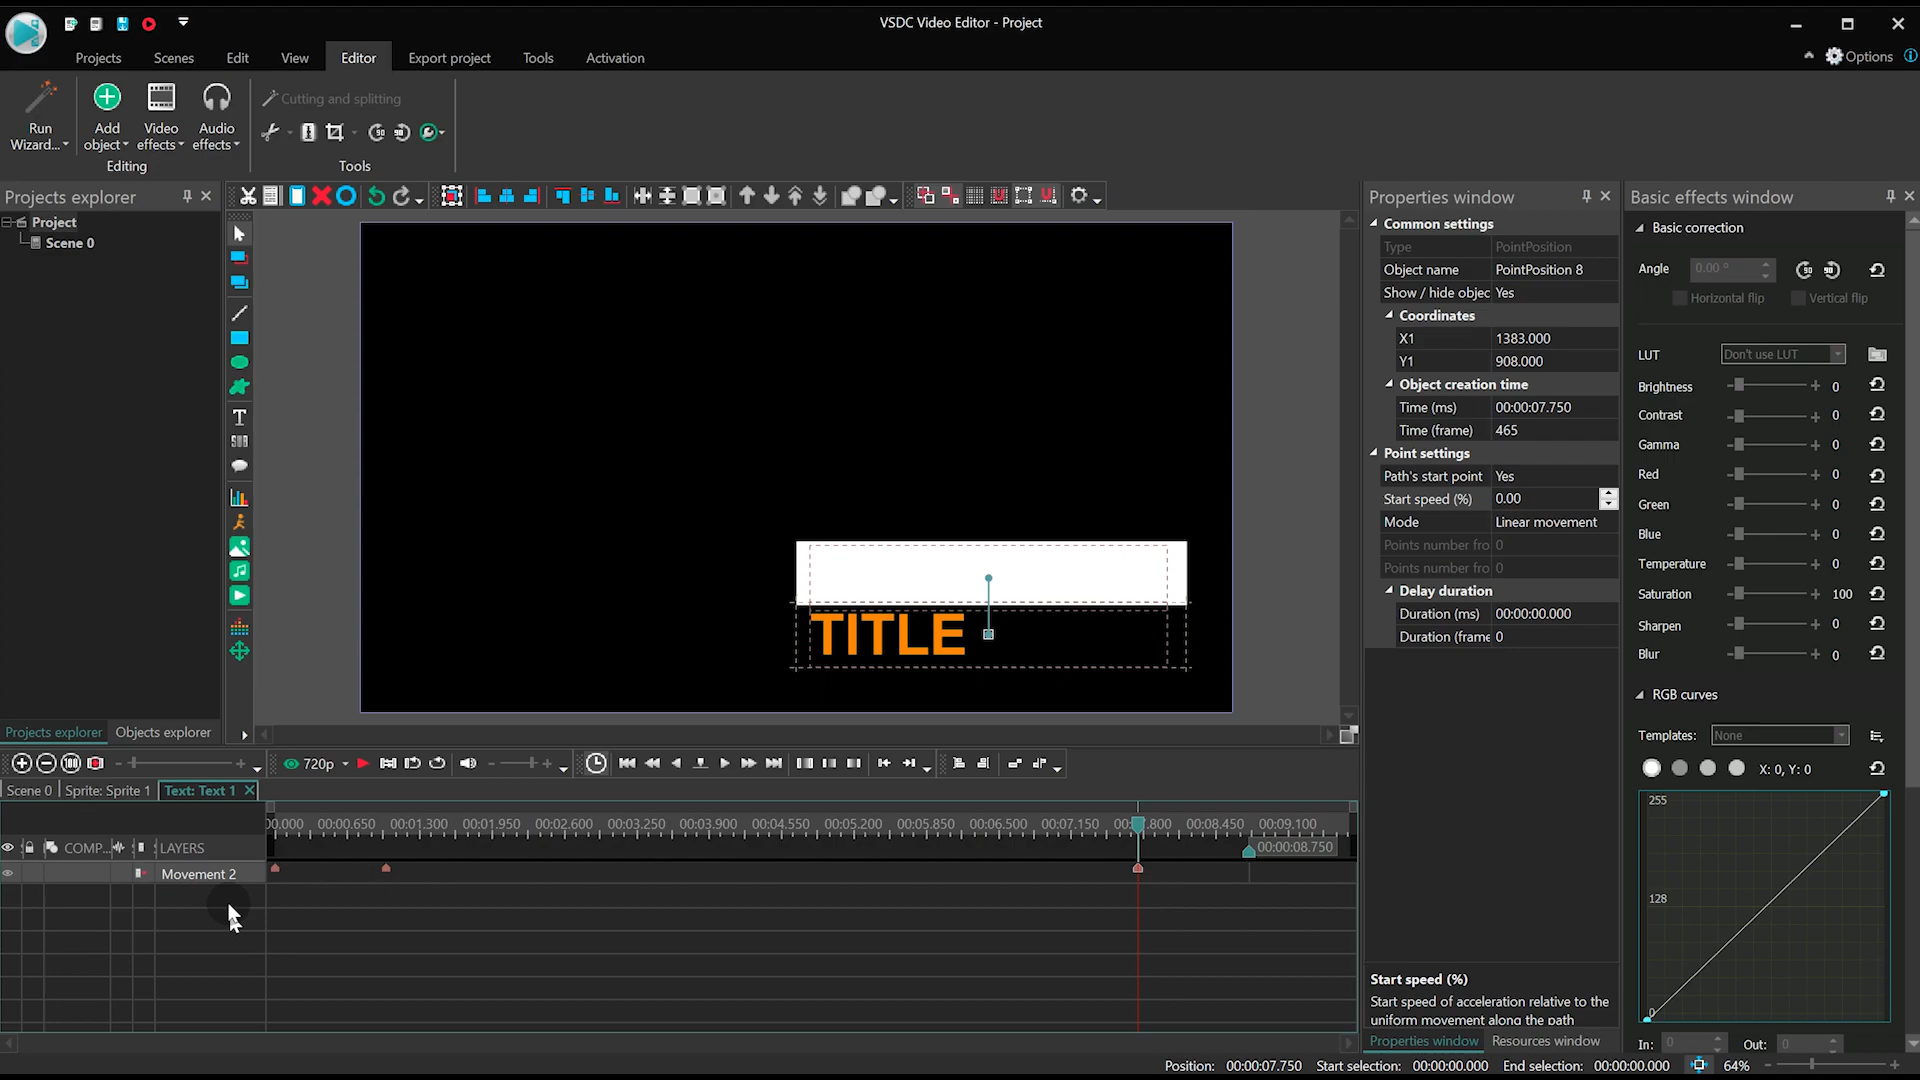 VSDC Video Editor - Project
Projects
Scenes
Edit
View
Editor
Export project
Tools
Activation
Options
Run
Wizard...
Add
object
Video
effects
Audio
effects
Editing
Cutting and splitting
Tools
Projects explorer
Project
Scene 0
Projects explorer
Objects explorer
TITLE
Properties window
Common settings
Type PointPosition
Object name PointPosition 8
Show / hide objec Yes
Coordinates
X1 1383.000
Y1 908.000
Object creation time
Time (ms) 00:00:07.750
Time (frame) 465
Point settings
Path's start point Yes
Start speed (%) 0.00
Mode Linear movement
Points number fro 0
Points number fro 0
Delay duration
Duration (ms) 00:00:00.000
Duration (frame 0
Start speed (%)
Start speed of acceleration relative to the
uniform movement along the path
Properties window
Resources window
Basic effects window
Basic correction
Angle 0.00 °
Horizontal flip
Vertical flip
LUT Don't use LUT
Brightness 0
Contrast 0
Gamma 0
Red 0
Green 0
Blue 0
Temperature 0
Saturation 100
Sharpen 0
Blur 0
RGB curves
Templates: None
X: 0, Y: 0
255
128
0
In: 0
Out: 0
720p
Scene 0
Sprite: Sprite 1
Text: Text 1
00:00.650 00:01.300 00:01.950 00:02.600 00:03.250 00:03.900 00:04.550 00:05.200 00:05.850 00:06.500 00:07.150 00:08.450 00:09.100
00:00:08.750
COMP...
LAYERS
Movement 2
Position: 00:00:07.750
Start selection: 00:00:00.000
End selection: 00:00:00.000
64%